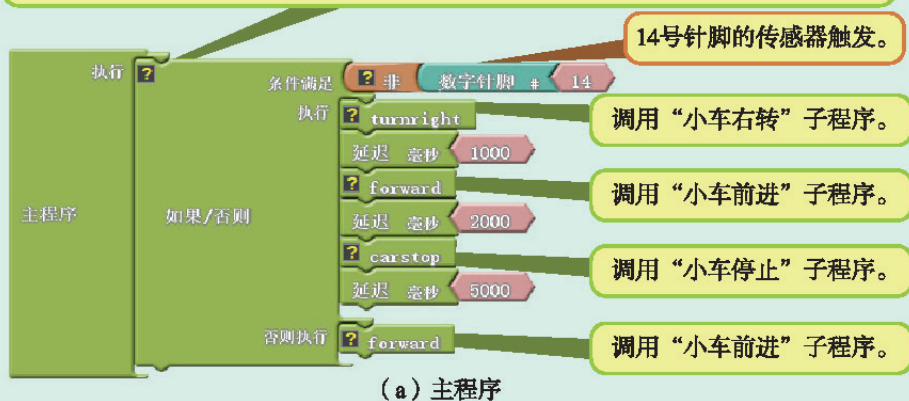 14号针脚的传感器触发。
执行 ?
条件满足 ? 非 数字针脚 # 14
执行 ? turnright
调用“小车右转”子程序。
延迟 毫秒 1000
? forward
调用“小车前进”子程序。
主程序 如果/否则
延迟 毫秒 2000
? carstop
调用“小车停止”子程序。
延迟 毫秒 5000
否则执行 ? forward
调用“小车前进”子程序。
（a）主程序